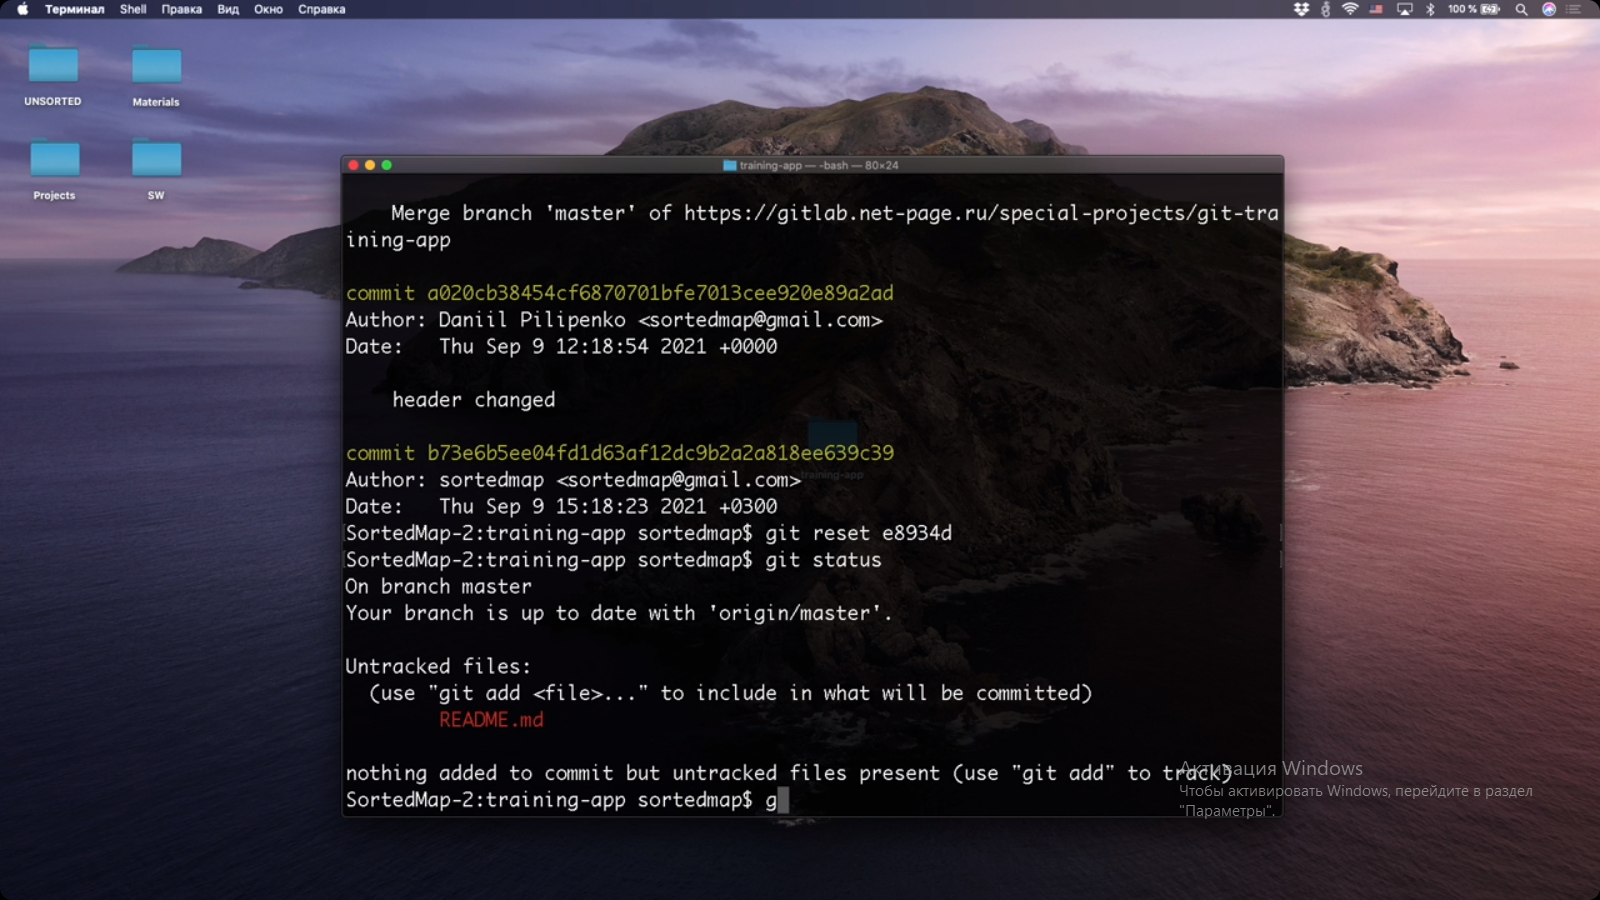 Терминал Shell Правка Вид Окно Справка
100 %
UNSORTED
Materials
Projects
SW
training-app — -bash — 80×24
Merge branch 'master' of https://gitlab.net-page.ru/special-projects/git-tra
ining-app
commit a020cb38454cf6870701bfe7013cee920e89a2ad
Author: Daniil Pilipenko <sortedmap@gmail.com>
Date:   Thu Sep 9 12:18:54 2021 +0000
header changed
commit b73e6b5ee04fd1d63af12dc9b2a2a818ee639c39
training-app
Author: sortedmap <sortedmap@gmail.com>
Date:   Thu Sep 9 15:18:23 2021 +0300
SortedMap-2:training-app sortedmap$ git reset e8934d
SortedMap-2:training-app sortedmap$ git status
On branch master
Your branch is up to date with 'origin/master'.
Untracked files:
(use "git add <file>..." to include in what will be committed)
README.md
nothing added to commit but untracked files present (use "git add" to track)
SortedMap-2:training-app sortedmap$ g
Активация Windows
Чтобы активировать Windows, перейдите в раздел
"Параметры".